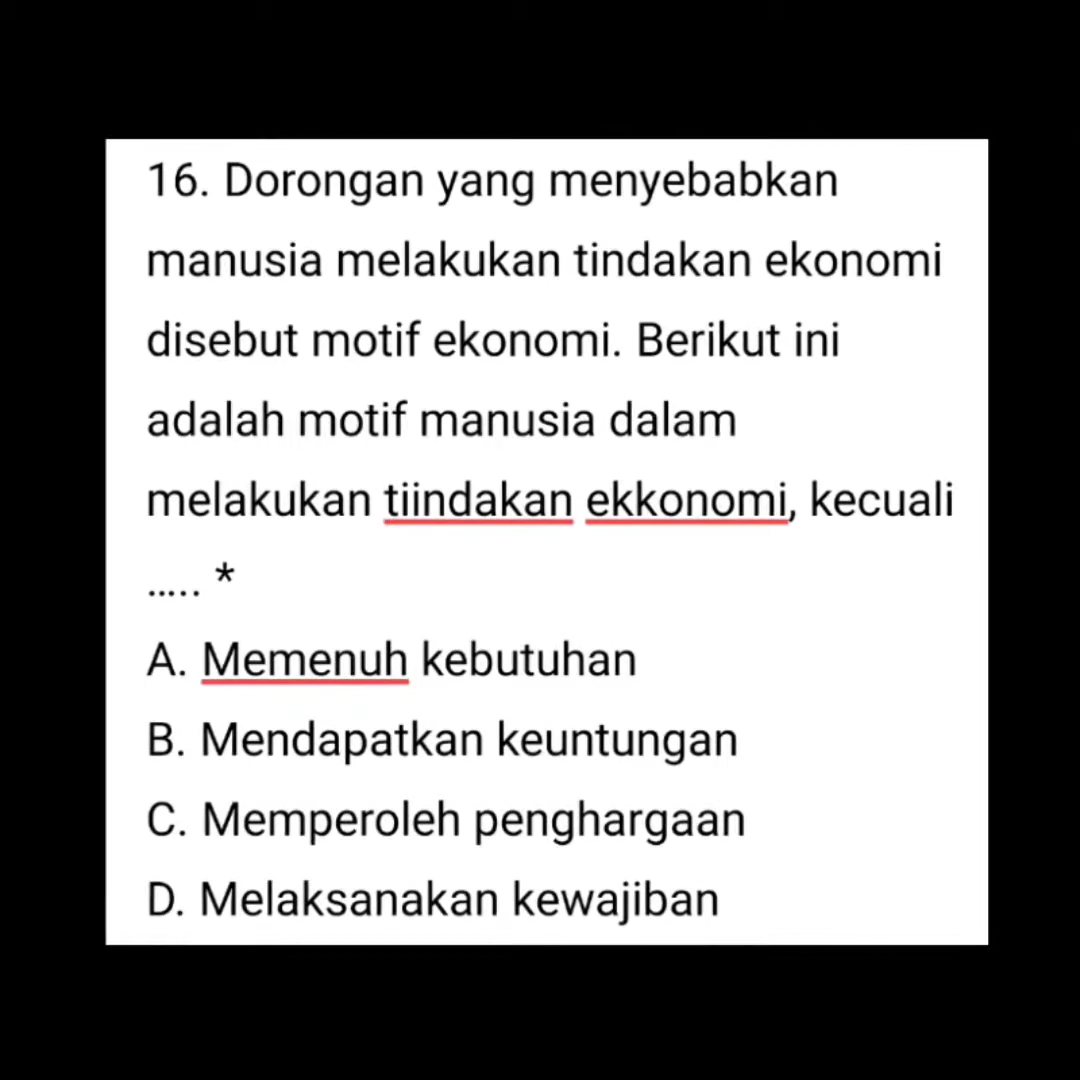 16. Dorongan yang menyebabkan
manusia melakukan tindakan ekonomi
disebut motif ekonomi. Berikut ini
adalah motif manusia dalam
melakukan tiindakan ekkonomi, kecuali
..... *
A. Memenuh kebutuhan
B. Mendapatkan keuntungan
C. Memperoleh penghargaan
D. Melaksanakan kewajiban